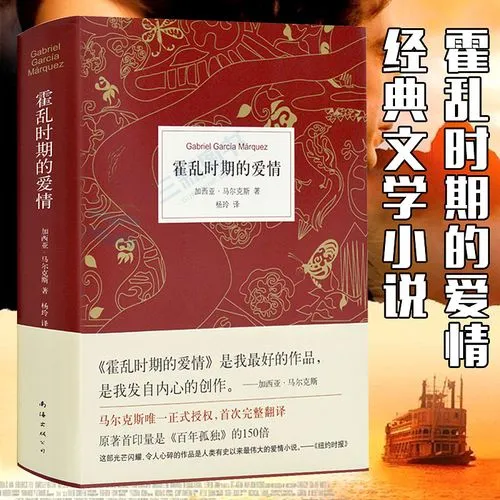 Gabriel
García
Márquez
霍乱时期的爱情
加西亚·马尔克斯 著
杨玲 译
南海出版公司
Gabriel García Márquez
霍乱时期的爱情
加西亚·马尔克斯 著
杨玲 译
《霍乱时期的爱情》是我最好的作品，
是我发自内心的创作。——加西亚·马尔克斯
马尔克斯唯一正式授权，首次完整翻译
原著首印量是《百年孤独》的150倍
这部光芒闪耀、令人心碎的作品是人类有史以来最伟大的爱情小说。——《纽约时报》
霍乱时期的爱情
经典文学小说